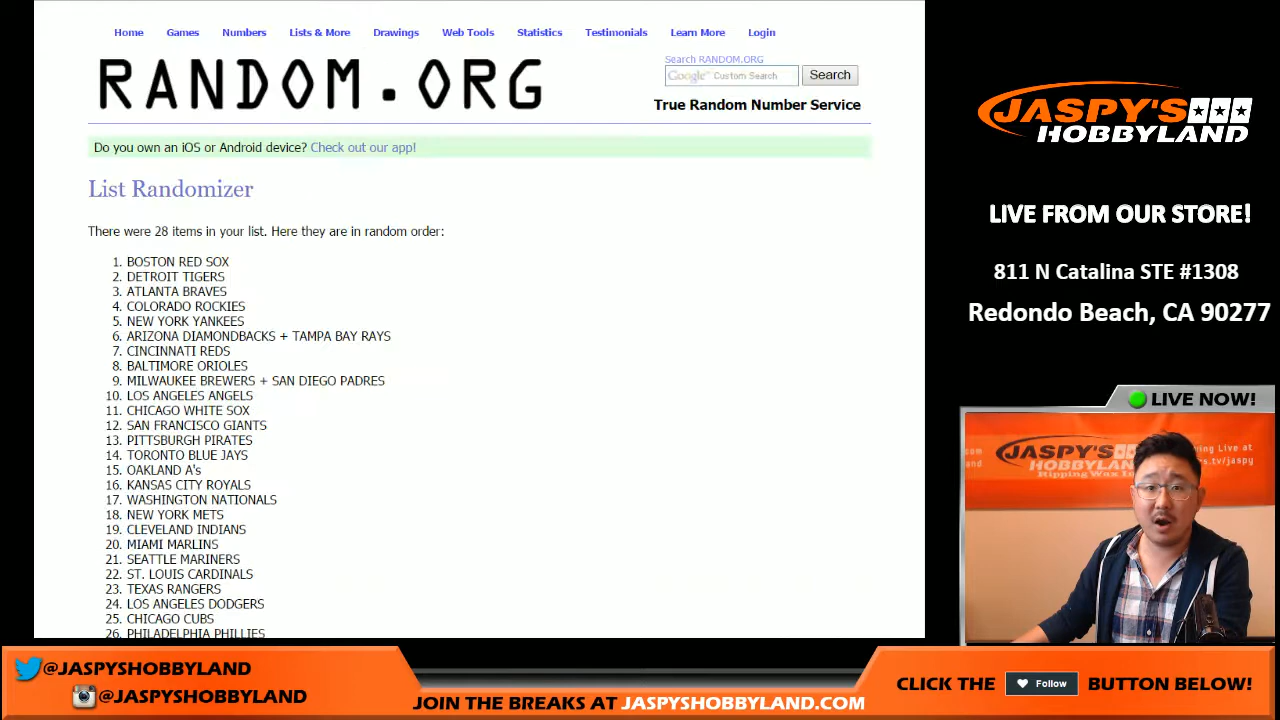 Home Games Numbers Lists & More Drawings Web Tools Statistics Testimonials Learn More Login
RANDOM.ORG
Search RANDOM.ORG
Google™ Custom Search Search
True Random Number Service
Do you own an iOS or Android device? Check out our app!
List Randomizer
There were 28 items in your list. Here they are in random order:
1. BOSTON RED SOX
2. DETROIT TIGERS
3. ATLANTA BRAVES
4. COLORADO ROCKIES
5. NEW YORK YANKEES
6. ARIZONA DIAMONDBACKS + TAMPA BAY RAYS
7. CINCINNATI REDS
8. BALTIMORE ORIOLES
9. MILWAUKEE BREWERS + SAN DIEGO PADRES
10. LOS ANGELES ANGELS
11. CHICAGO WHITE SOX
12. SAN FRANCISCO GIANTS
13. PITTSBURGH PIRATES
14. TORONTO BLUE JAYS
15. OAKLAND A's
16. KANSAS CITY ROYALS
17. WASHINGTON NATIONALS
18. NEW YORK METS
19. CLEVELAND INDIANS
20. MIAMI MARLINS
21. SEATTLE MARINERS
22. ST. LOUIS CARDINALS
23. TEXAS RANGERS
24. LOS ANGELES DODGERS
25. CHICAGO CUBS
26. PHILADELPHIA PHILLIES
JASPY'S
HOBBYLAND
LIVE FROM OUR STORE!
811 N Catalina STE #1308
Redondo Beach, CA 90277
LIVE NOW!
JASPY'S
HOBBYLAND
Ripping Wax
ing Live at
s.tv/jaspy
@JASPYSHOBBYLAND
@JASPYSHOBBYLAND
JOIN THE BREAKS AT JASPYSHOBBYLAND.COM
CLICK THE Follow BUTTON BELOW!